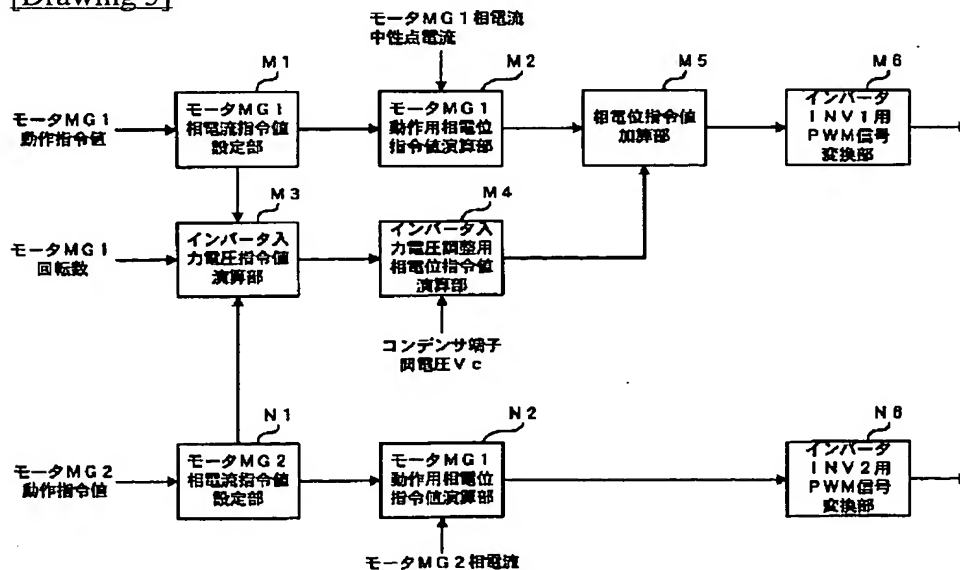 [Drawing 5]
モータMG1相電流
中性点電流
M1
M2
M5
M6
モータMG1
動作指令値
モータMG1
相電流指令値
設定部
モータMG1
動作用相電位
指令値演算部
相電位指令値
加算部
インバータ
INV1用
PWM信号
変換部
M3
M4
モータMG1
回転数
インバータ入
力電圧指令値
演算部
インバータ入
力電圧調整用
相電位指令値
演算部
コンデンサ端子
間電圧Vc
N1
N2
N6
モータMG2
動作指令値
モータMG2
相電流指令値
設定部
モータMG1
動作用相電位
指令値演算部
インバータ
INV2用
PWM信号
変換部
モータMG2相電流